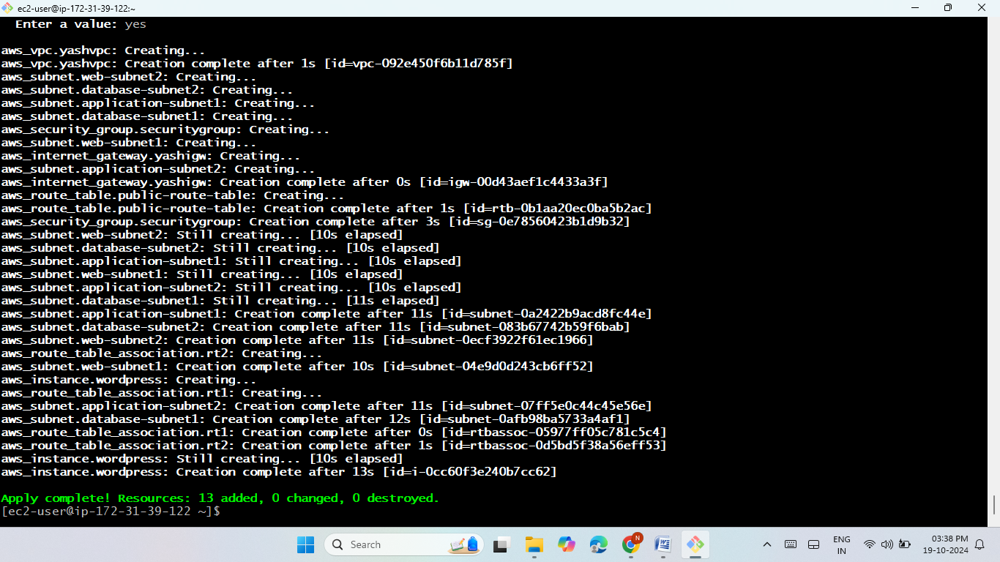 ec2-user@ip-172-31-39-122:~
Enter a value: yes
aws_vpc.yashvpc: Creating...
aws_vpc.yashvpc: Creation complete after 1s [id=vpc-092e450f6b11d785f]
aws_subnet.web-subnet2: Creating...
aws_subnet.database-subnet2: Creating...
aws_subnet.application-subnet1: Creating...
aws_subnet.database-subnet1: Creating...
aws_security_group.securitygroup: Creating...
aws_subnet.web-subnet1: Creating...
aws_internet_gateway.yashigw: Creating...
aws_subnet.application-subnet2: Creating...
aws_internet_gateway.yashigw: Creation complete after 0s [id=igw-00d43aef1c4433a3f]
aws_route_table.public-route-table: Creating...
aws_route_table.public-route-table: Creation complete after 1s [id=rtb-0b1aa20ec0ba5b2ac]
aws_security_group.securitygroup: Creation complete after 3s [id=sg-0e78560423b1d9b32]
aws_subnet.web-subnet2: Still creating... [10s elapsed]
aws_subnet.database-subnet2: Still creating... [10s elapsed]
aws_subnet.application-subnet1: Still creating... [10s elapsed]
aws_subnet.web-subnet1: Still creating... [10s elapsed]
aws_subnet.application-subnet2: Still creating... [10s elapsed]
aws_subnet.database-subnet1: Still creating... [11s elapsed]
aws_subnet.application-subnet1: Creation complete after 11s [id=subnet-0a2422b9acd8fc44e]
aws_subnet.database-subnet2: Creation complete after 11s [id=subnet-083b67742b59f6bab]
aws_subnet.web-subnet2: Creation complete after 11s [id=subnet-0ecf3922f61ec1966]
aws_route_table_association.rt2: Creating...
aws_subnet.web-subnet1: Creation complete after 10s [id=subnet-04e9d0d243cb6ff52]
aws_instance.wordpress: Creating...
aws_route_table_association.rt1: Creating...
aws_subnet.application-subnet2: Creation complete after 11s [id=subnet-07ff5e0c44c45e56e]
aws_subnet.database-subnet1: Creation complete after 12s [id=subnet-0afb98ba5733a4af1]
aws_route_table_association.rt1: Creation complete after 0s [id=rtbassoc-05977ff05c781c5c4]
aws_route_table_association.rt2: Creation complete after 1s [id=rtbassoc-0d5bd5f38a56eff53]
aws_instance.wordpress: Still creating... [10s elapsed]
aws_instance.wordpress: Creation complete after 13s [id=i-0cc60f3e240b7cc62]
Apply complete! Resources: 13 added, 0 changed, 0 destroyed.
[ec2-user@ip-172-31-39-122 ~]$
Search
N
ENG
IN
03:38 PM
19-10-2024